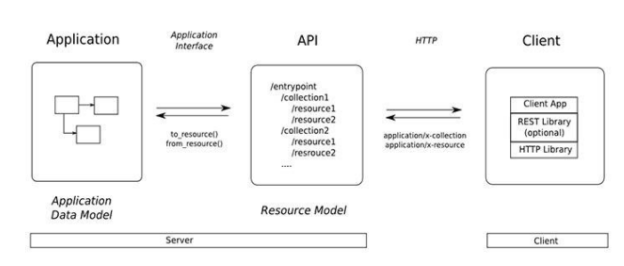 Application
Application
Interface
API
HTTP
Client
/entrypoint
/collection1
/resource1
/resource2
/collection2
/resource1
/resrouce2
....
to_resource()
from_resource()
application/x-collection
application/x-resource
Client App
REST Library
(optional)
HTTP Library
Application
Data Model
Resource Model
Server
Client